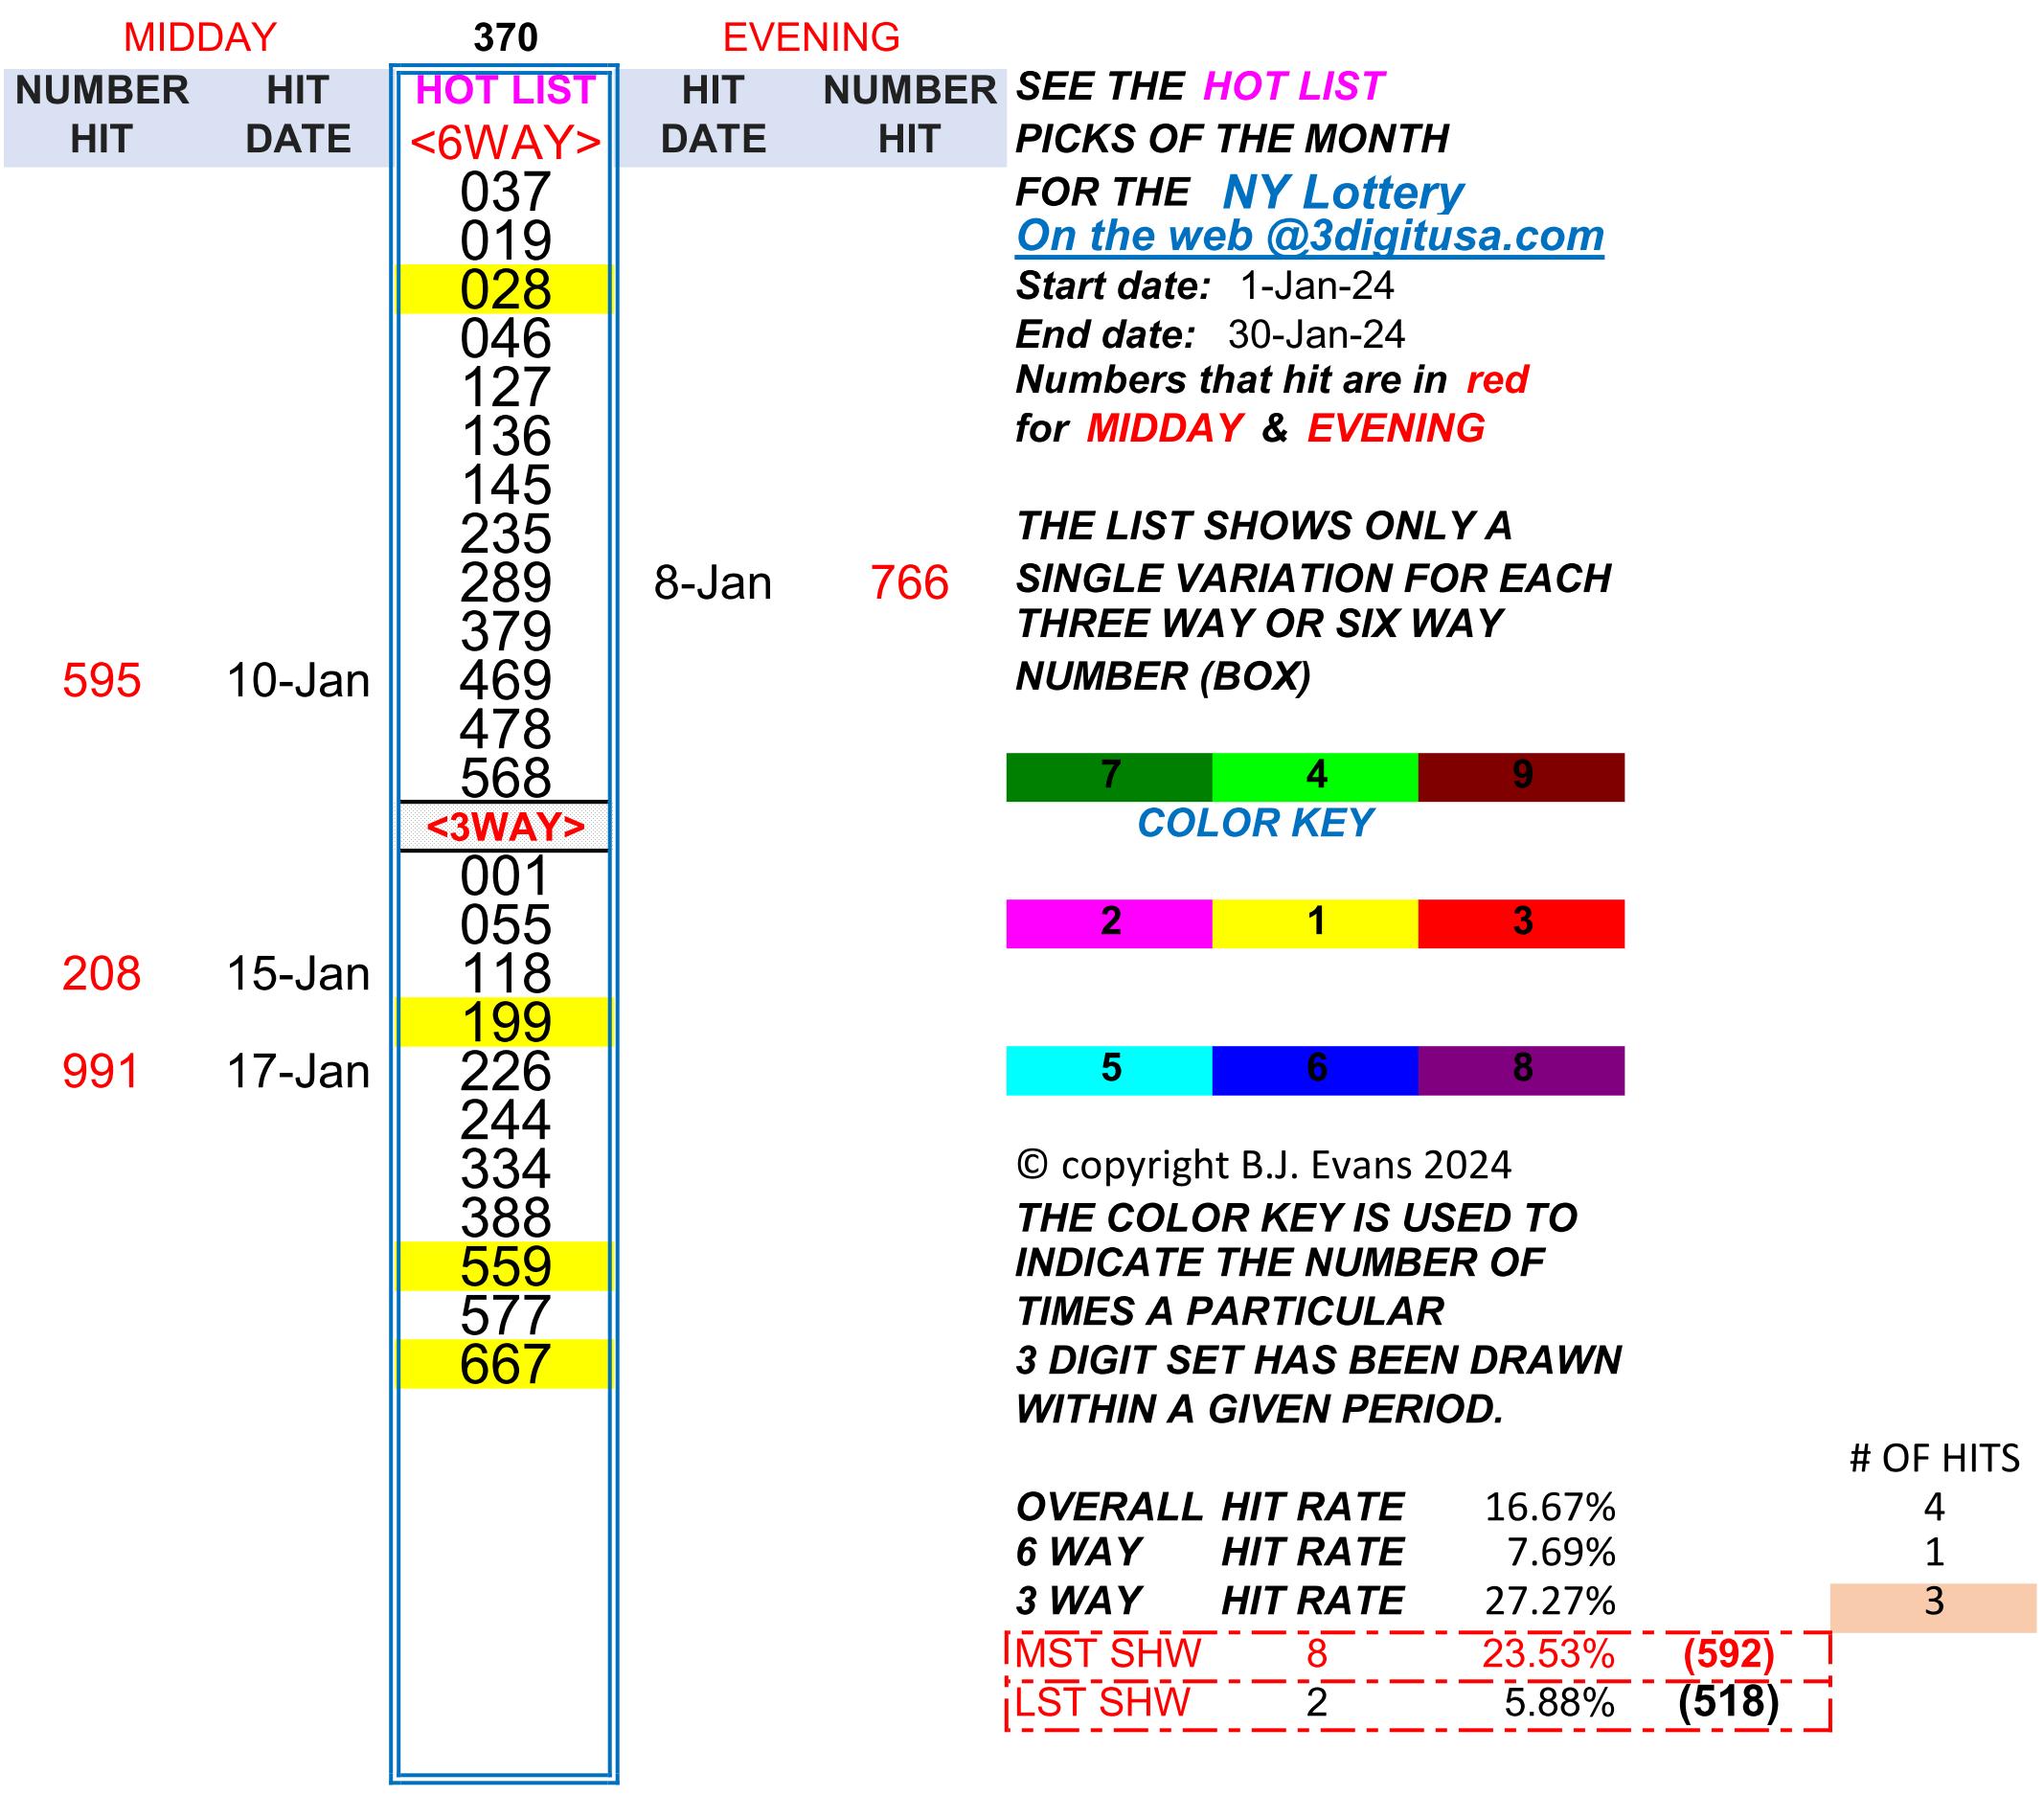 MIDDAY 370 EVENING
NUMBER HIT HOT LIST HIT NUMBER SEE THE HOT LIST
HIT DATE <6WAY> DATE HIT PICKS OF THE MONTH
037 FOR THE NY Lottery
019 On the web @3digitusa.com
028 Start date: 1-Jan-24
046 End date: 30-Jan-24
127 Numbers that hit are in red
136 for MIDDAY & EVENING
145
235 THE LIST SHOWS ONLY A
289 8-Jan 766 SINGLE VARIATION FOR EACH
379 THREE WAY OR SIX WAY
595 10-Jan 469 NUMBER (BOX)
478
568 7 4 9
<3WAY> COLOR KEY
001
055 2 1 3
208 15-Jan 118
199
991 17-Jan 226 5 6 8
244
334 © copyright B.J. Evans 2024
388 THE COLOR KEY IS USED TO
559 INDICATE THE NUMBER OF
577 TIMES A PARTICULAR
667 3 DIGIT SET HAS BEEN DRAWN
WITHIN A GIVEN PERIOD.
# OF HITS
OVERALL HIT RATE 16.67% 4
6 WAY HIT RATE 7.69% 1
3 WAY HIT RATE 27.27% 3
MST SHW 8 23.53% (592)
LST SHW 2 5.88% (518)